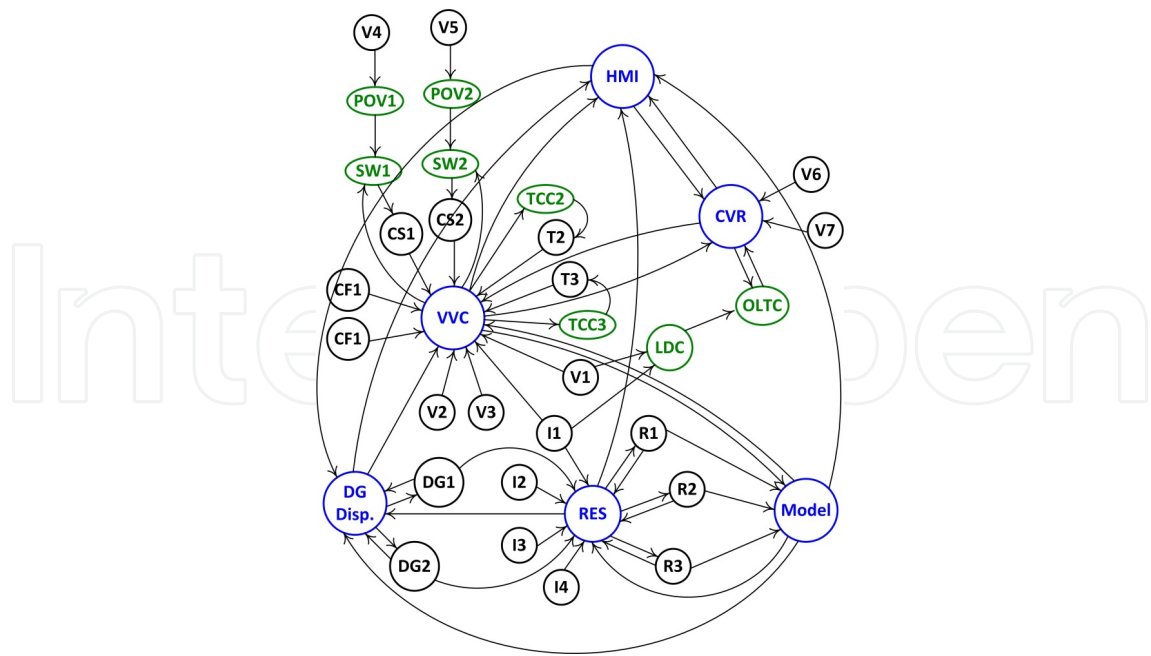 V4
V5
HMI
POV1
POV2
SW1
SW2
V6
TCC2
CS1
CS2
CVR
V7
T2
T3
CF1
VVC
TCC3
OLTC
CF1
LDC
V1
V2
V3
I1
R1
DG1
I2
R2
DG
Disp.
RES
Model
I3
DG2
R3
I4